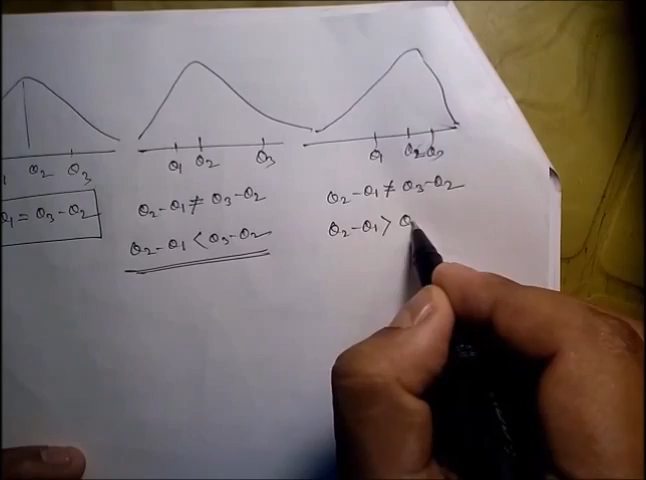 1 Q2 Q3
Q1 = Q3 - Q2
Q1 Q2 Q3
Q2 - Q1 ≠ Q3 - Q2
Q2 - Q1 < Q3 - Q2
Q1 Q2 Q3
Q2 - Q1 ≠ Q3 - Q2
Q2 - Q1 > Q